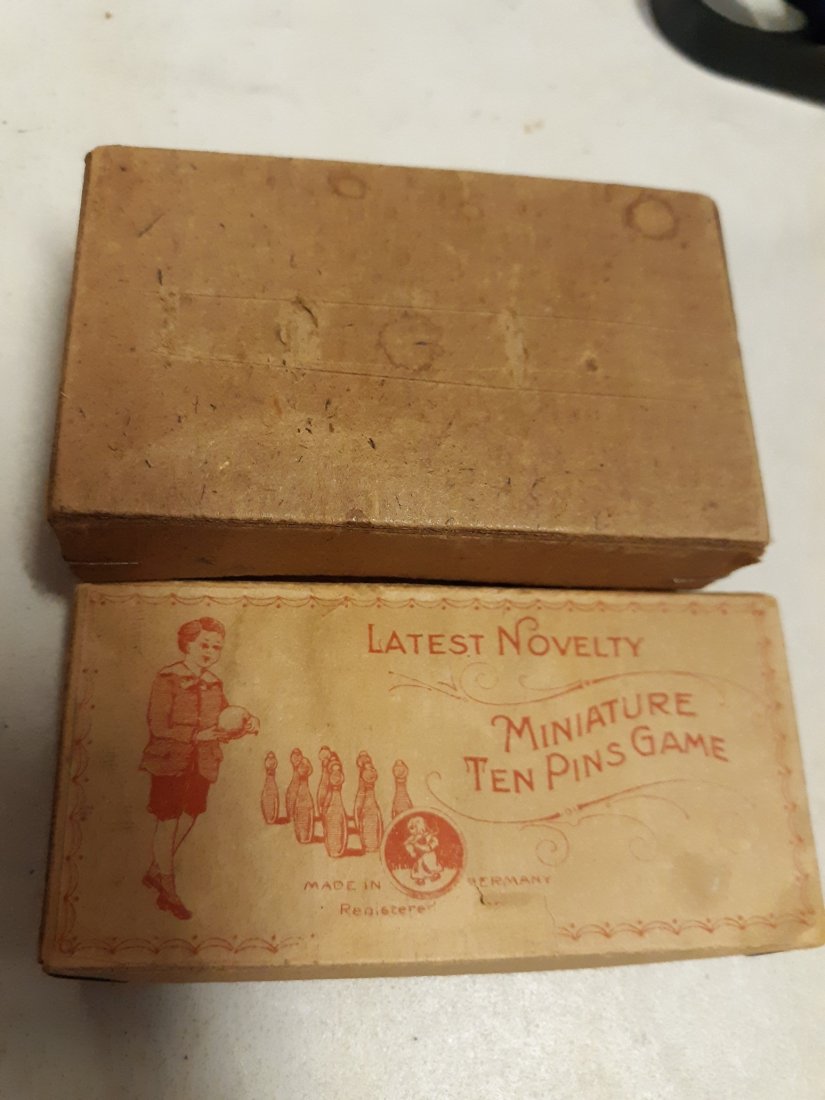 LATEST NOVELTY
MINIATURE
TEN PINS GAME
MADE IN GERMANY
Registered